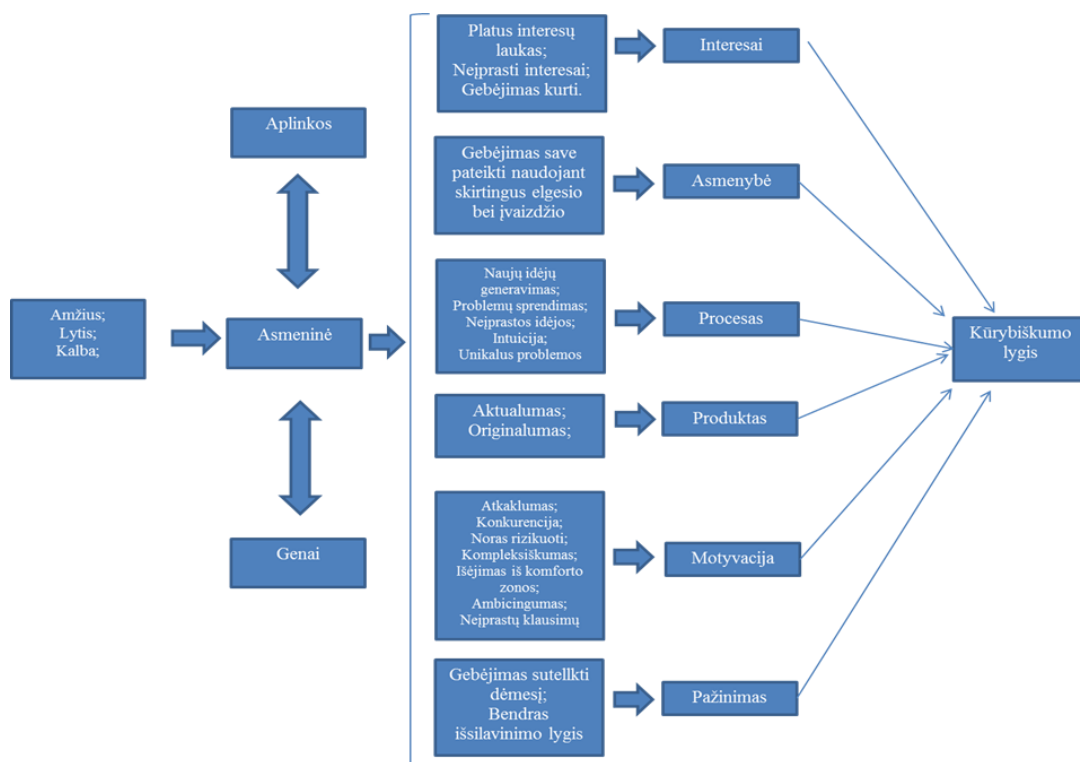 Amžius;
Lytis;
Kalba;
Aplinkos
Asmeninė
Genai
Platus interesų
laukas;
Neįprasti interesai;
Gebėjimas kurti.
Interesai
Gebėjimas save
pateikti naudojant
skirtingus elgesio
bei įvaizdžio
Asmenybė
Naujų idėjų
generavimas;
Problemų sprendimas;
Neįprastos idėjos;
Intuicija;
Unikalus problemos
Procesas
Aktualumas;
Originalumas;
Produktas
Atkaklumas;
Konkurencija;
Noras rizikuoti;
Kompleksiškumas;
Išėjimas iš komforto
zonos;
Ambicingumas;
Neįprastų klausimų
Motyvacija
Gebėjimas sutellkti
dėmesį;
Bendras
išsilavinimo lygis
Pažinimas
Kūrybiškumo
lygis